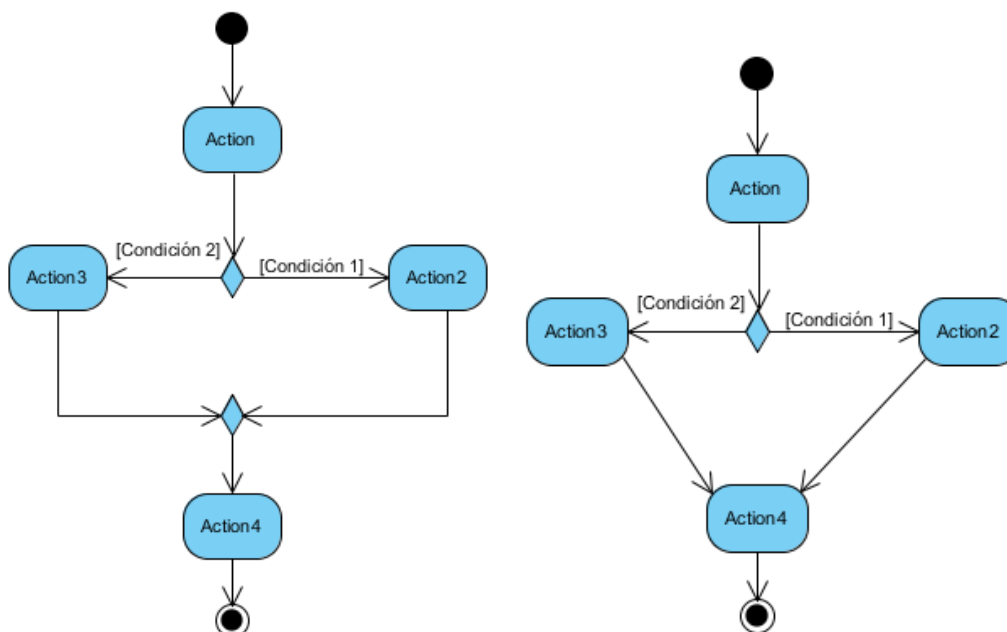 Action
[Condición 2]
Action3
[Condición 1]
Action2
Action4
Action
[Condición 2]
Action3
[Condición 1]
Action2
Action4